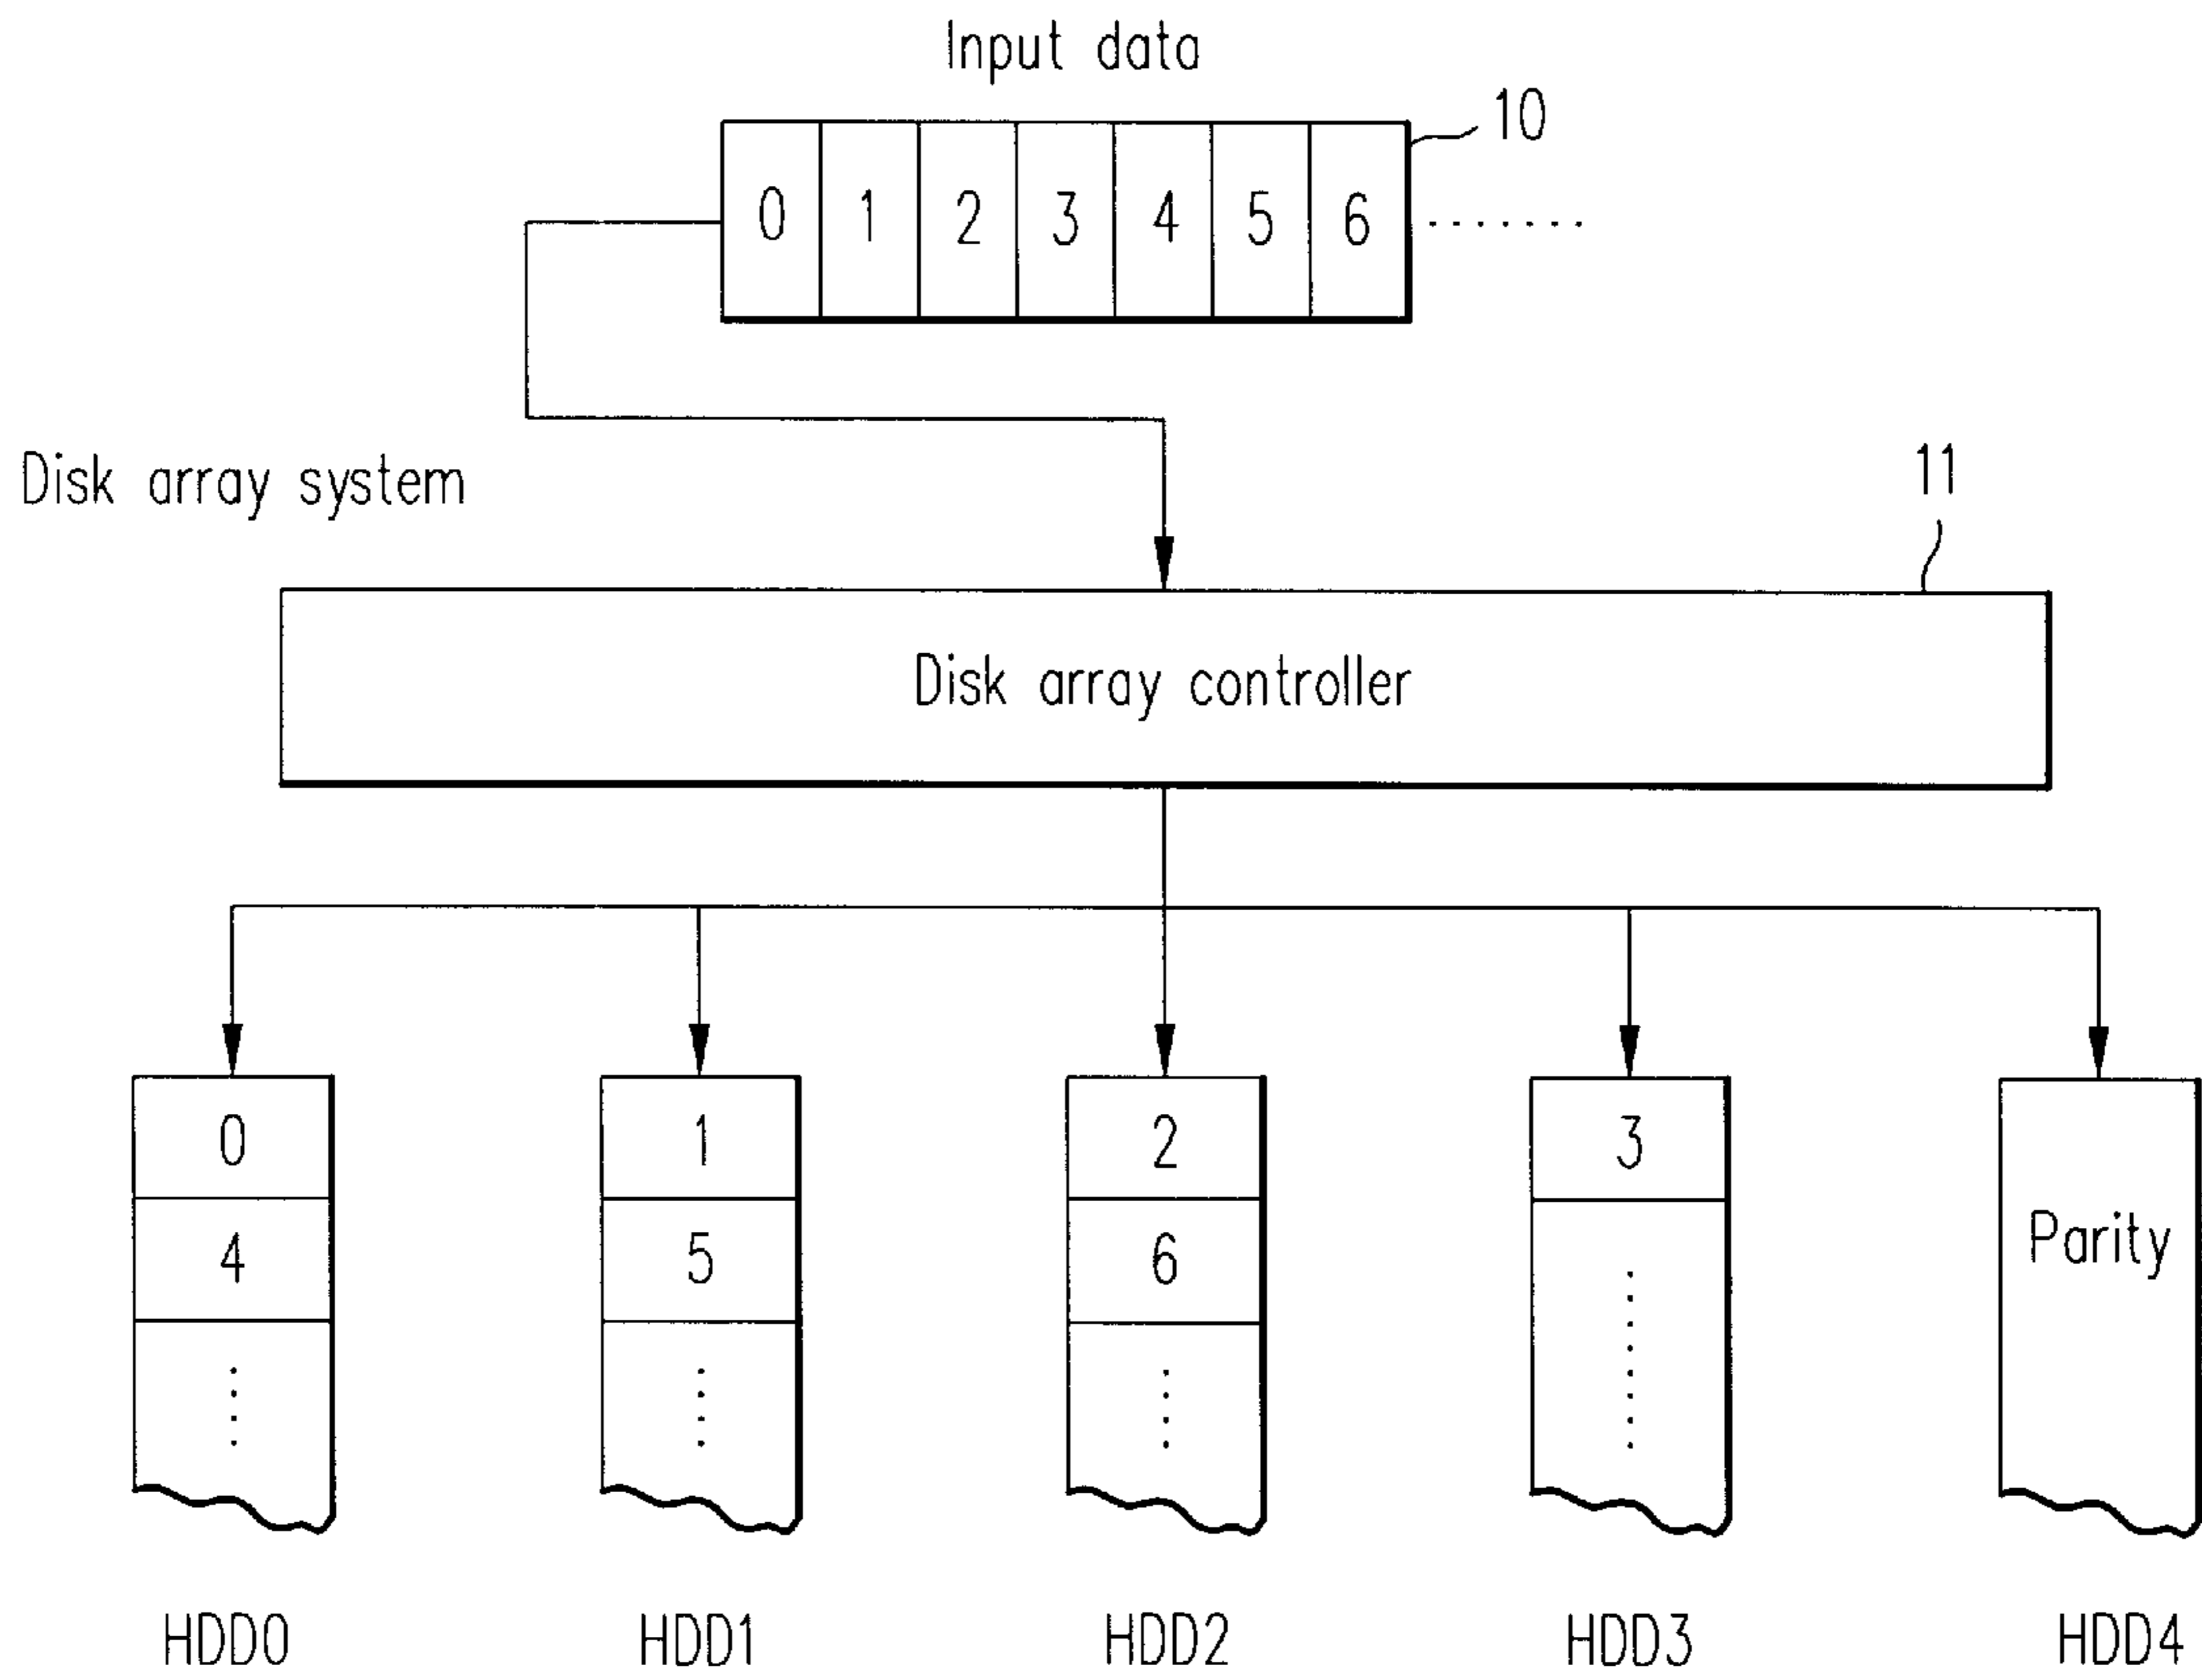 Input data
10
0 1 2 3 4 5 6 .......
Disk array system
11
Disk array controller
0 1 2 3
Parity
4 5 6
HDD0 HDD1 HDD2 HDD3 HDD4